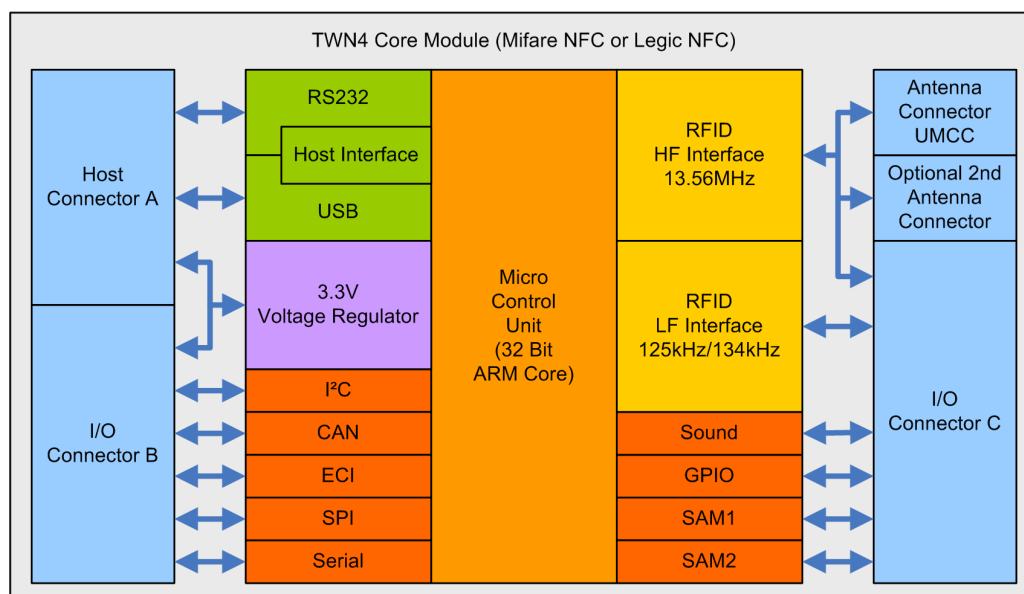 TWN4 Core Module (Mifare NFC or Legic NFC)
Host
Connector A
I/O
Connector B
RS232
Host Interface
USB
3.3V
Voltage Regulator
I²C
CAN
ECI
SPI
Serial
Micro
Control
Unit
(32 Bit
ARM Core)
RFID
HF Interface
13.56MHz
RFID
LF Interface
125kHz/134kHz
Sound
GPIO
SAM1
SAM2
Antenna
Connector
UMCC
Optional 2nd
Antenna
Connector
I/O
Connector C